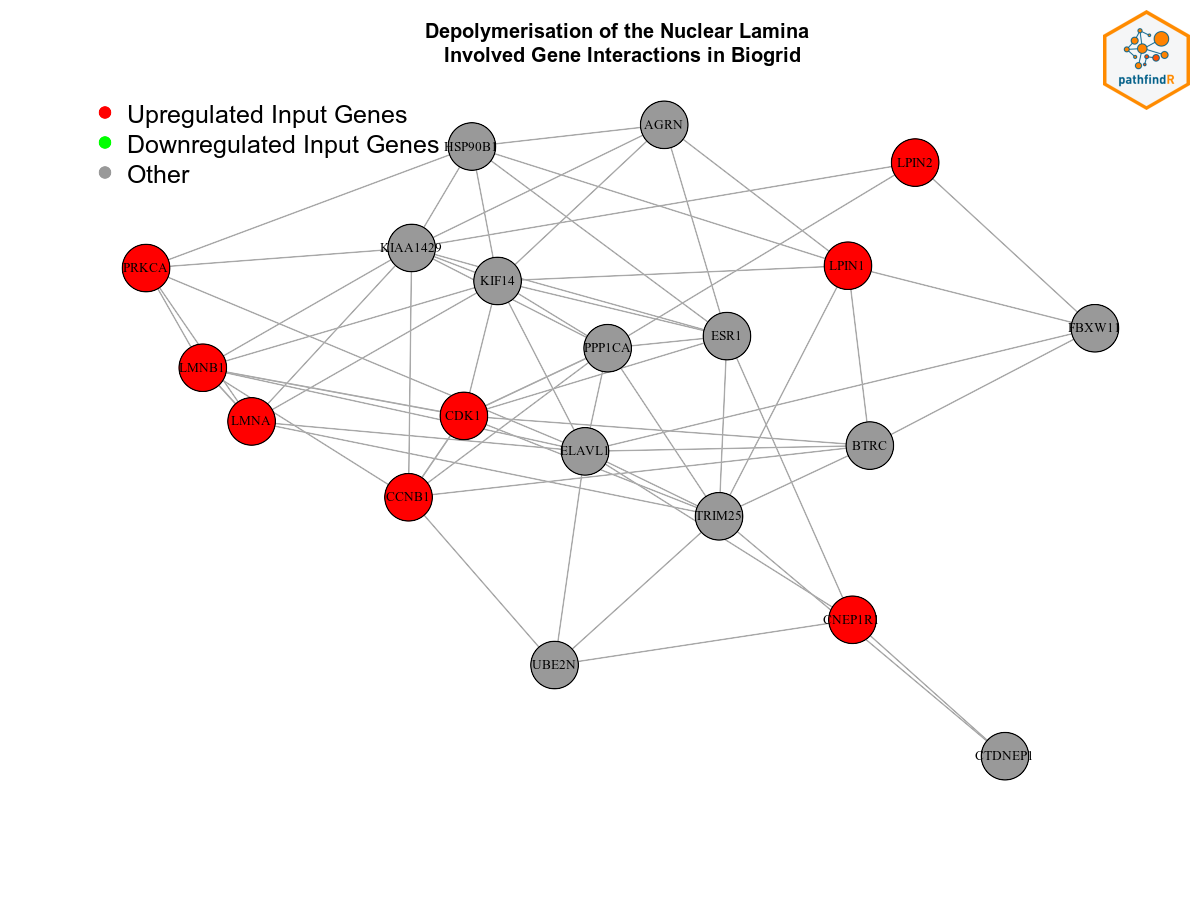 Depolymerisation of the Nuclear Lamina
Involved Gene Interactions in Biogrid
pathfindR
Upregulated Input Genes
Downregulated Input Genes
Other
AGRN
HSP90B1
LPIN2
KIAA1429
PRKCA
LPIN1
KIF14
FBXW11
ESR1
PPP1CA
LMNB1
CDK1
LMNA
BTRC
ELAVL1
CCNB1
TRIM25
CNEP1R1
UBE2N
CTDNEP1